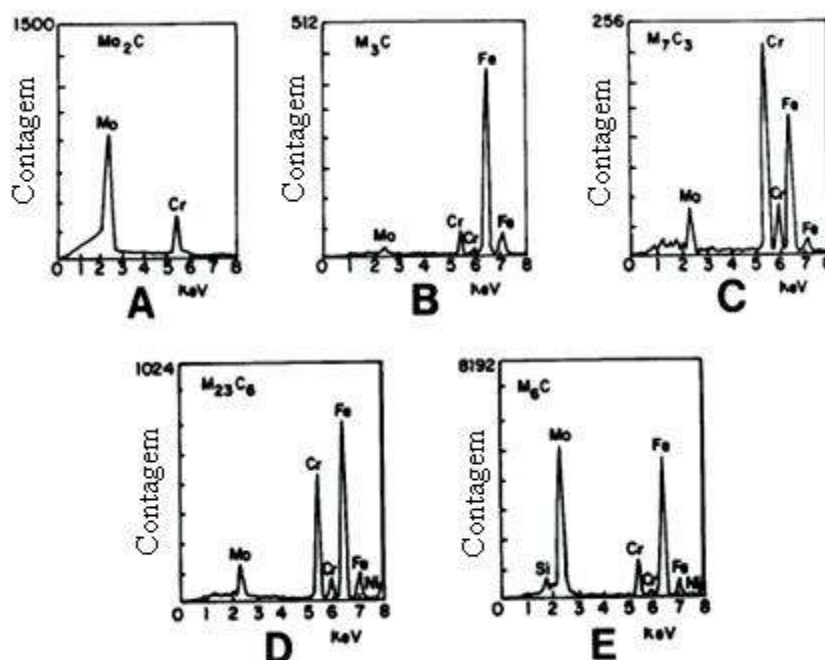 1500
Mo₂C
Contagem
Mo
Cr
0 1 2 3 4 5 6 7 8
A KeV
512
M₃C
Contagem
Fe
Mo
Cr
Cr
Fe
0 1 2 3 4 5 6 7 8
B KeV
256
M₇C₃
Contagem
Cr
Fe
Mo
Cr
Fe
0 1 2 3 4 5 6 7 8
C KeV
1024
M₂₃C₆
Contagem
Fe
Cr
Mo
Cr
Fe
Ni
0 1 2 3 4 5 6 7 8
D KeV
8192
M₆C
Contagem
Mo
Fe
Si
Cr
Cr
Fe
Ni
0 1 2 3 4 5 6 7 8
E KeV